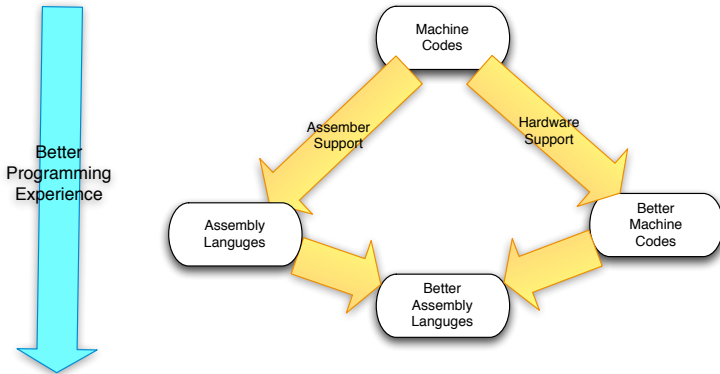 Machine
Codes
Assember
Support
Hardware
Support
Better
Programming
Experience
Assembly
Languges
Better
Machine
Codes
Better
Assembly
Languges